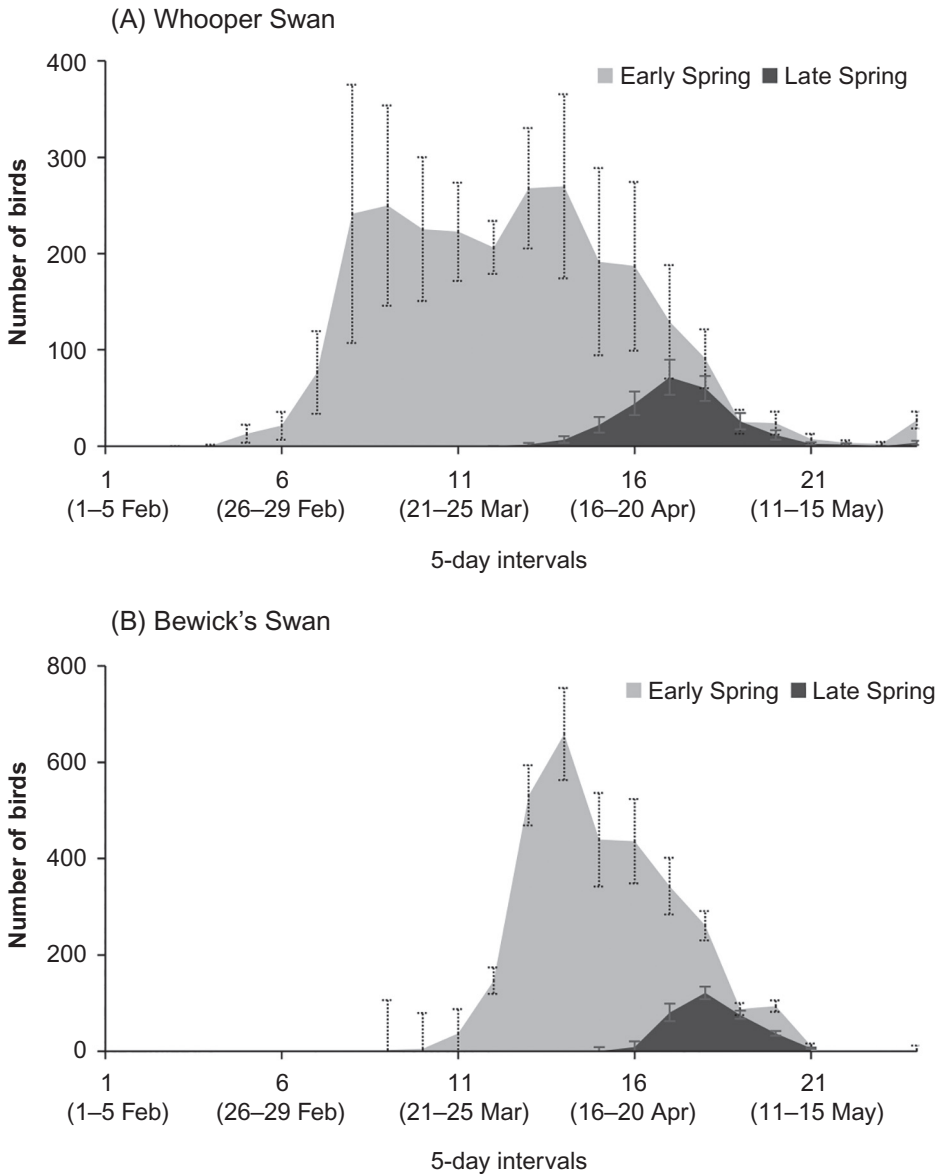 (A) Whooper Swan
Early Spring Late Spring
Number of birds
400
300
200
100
0
1 6 11 16 21
(1–5 Feb) (26–29 Feb) (21–25 Mar) (16–20 Apr) (11–15 May)
5-day intervals
(B) Bewick’s Swan
Early Spring Late Spring
Number of birds
800
600
400
200
0
1 6 11 16 21
(1–5 Feb) (26–29 Feb) (21–25 Mar) (16–20 Apr) (11–15 May)
5-day intervals